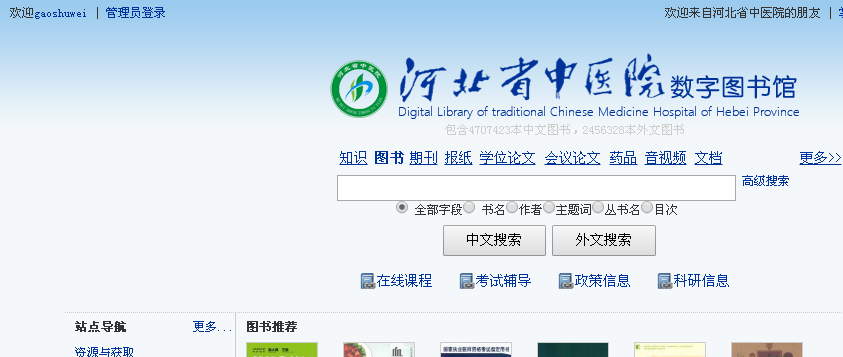 欢迎gaoshuwei | 管理员登录 欢迎来自河北省中医院的朋友 |
河北省中医院 数字图书馆
Digital Library of traditional Chinese Medicine Hospital of Hebei Province
包含4707423本中文图书，2456328本外文图书
知识 图书 期刊 报纸 学位论文 会议论文 药品 音视频 文档 更多>>
高级搜索
全部字段 书名 作者 主题词 丛书名 目次
中文搜索 外文搜索
在线课程 考试辅导 政策信息 科研信息
站点导航 更多... 图书推荐
资源与获取